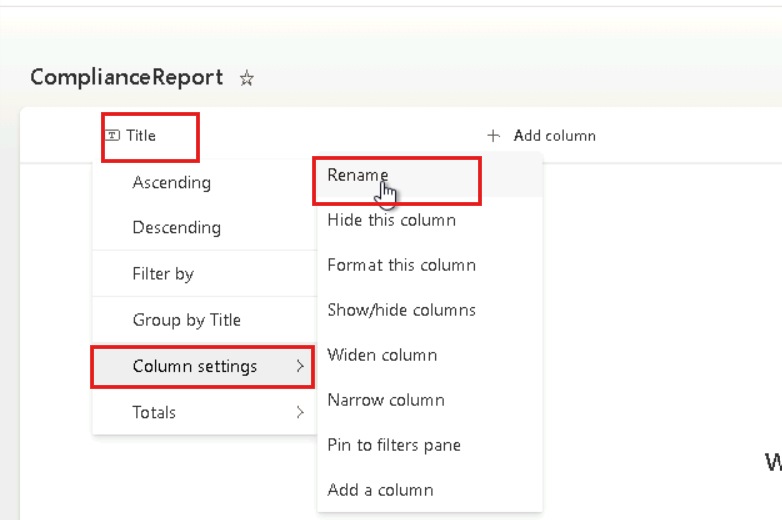 ComplianceReport
Title
Add column
Ascending
Descending
Filter by
Group by Title
Column settings
Totals
Rename
Hide this column
Format this column
Show/hide columns
Widen column
Narrow column
Pin to filters pane
Add a column